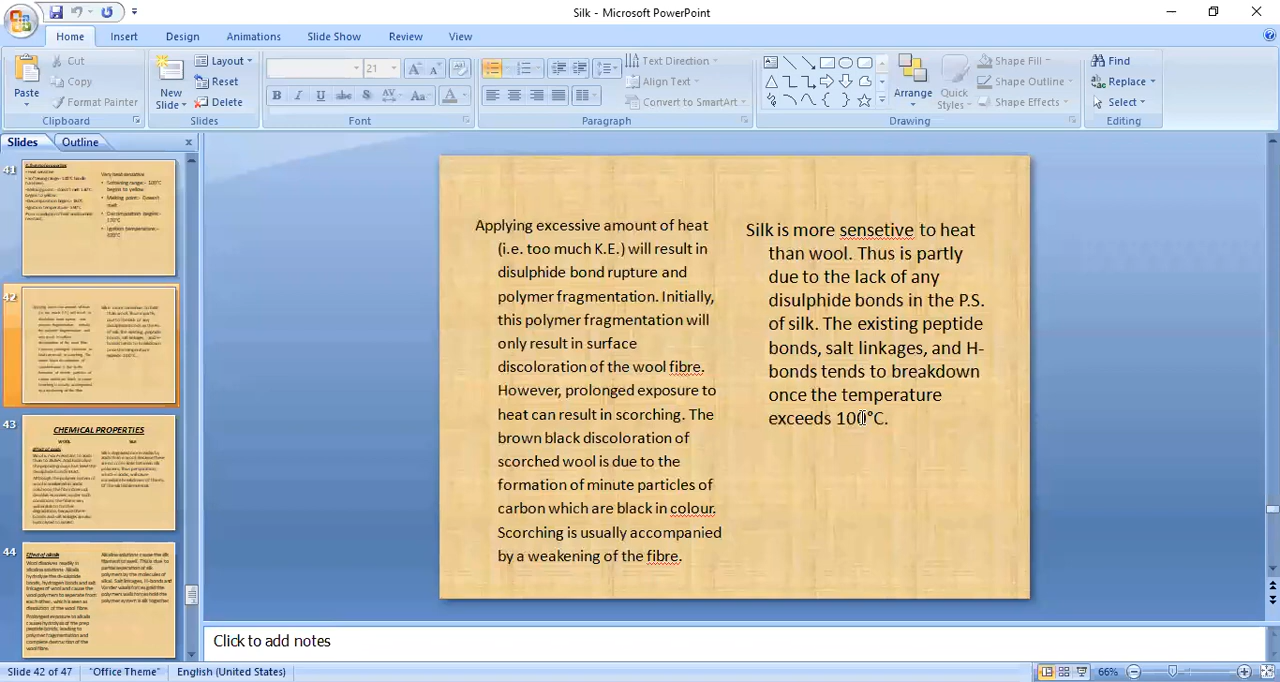 Silk - Microsoft PowerPoint
Home Insert Design Animations Slide Show Review View
Paste
Cut
Copy
Format Painter
Clipboard
New
Slide
Layout
Reset
Delete
Slides
21
B I U abc S AV Aa A
Font
Text Direction
Align Text
Convert to SmartArt
Paragraph
Arrange
Quick
Styles
Shape Fill
Shape Outline
Shape Effects
Drawing
Find
Replace
Select
Editing
Slides Outline
41
Very heat sensitive
42
43
CHEMICAL PROPERTIES
44
Effect of alkalis
Applying excessive amount of heat
(i.e. too much K.E.) will result in
disulphide bond rupture and
polymer fragmentation. Initially,
this polymer fragmentation will
only result in surface
discoloration of the wool fibre.
However, prolonged exposure to
heat can result in scorching. The
brown black discoloration of
scorched wool is due to the
formation of minute particles of
carbon which are black in colour.
Scorching is usually accompanied
by a weakening of the fibre.
Silk is more sensetive to heat
than wool. Thus is partly
due to the lack of any
disulphide bonds in the P.S.
of silk. The existing peptide
bonds, salt linkages, and H-
bonds tends to breakdown
once the temperature
exceeds 100°C.
Click to add notes
Slide 42 of 47 "Office Theme" English (United States) 66%